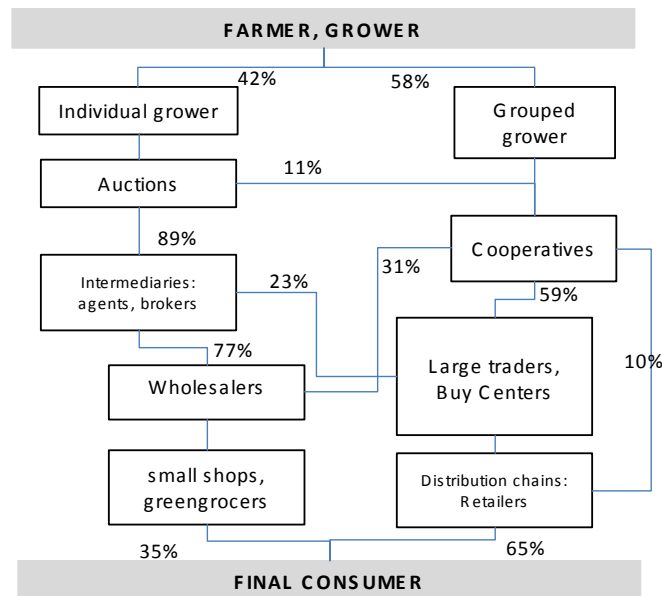 FARMER, GROWER
42%
58%
Individual grower
Grouped
grower
Auctions
11%
89%
Cooperatives
Intermediaries:
agents, brokers
23%
31%
59%
77%
Large traders,
Buy Centers
10%
Wholesalers
small shops,
greengrocers
Distribution chains:
Retailers
35%
65%
FINAL CONSUMER